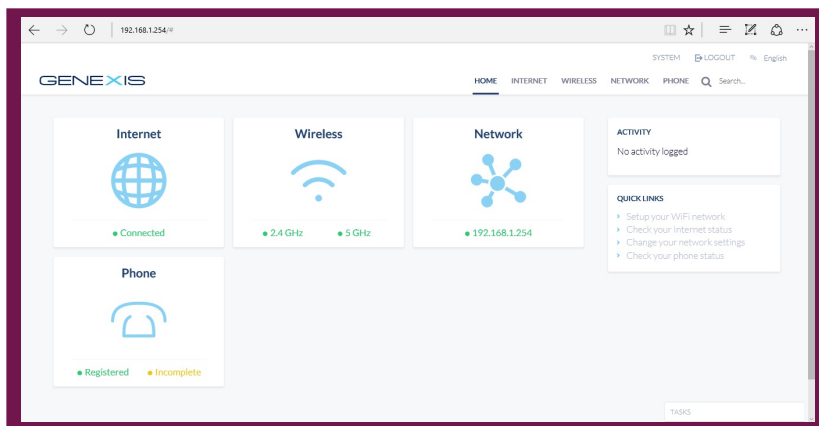 192.168.1.254/#
SYSTEM LOGOUT English
GENEXIS
HOME INTERNET WIRELESS NETWORK PHONE Search...
Internet
Connected
Wireless
2.4 GHz 5 GHz
Network
192.168.1.254
Phone
Registered Incomplete
ACTIVITY
No activity logged
QUICK LINKS
Setup your WiFi network
Check your Internet status
Change your network settings
Check your phone status
TASKS